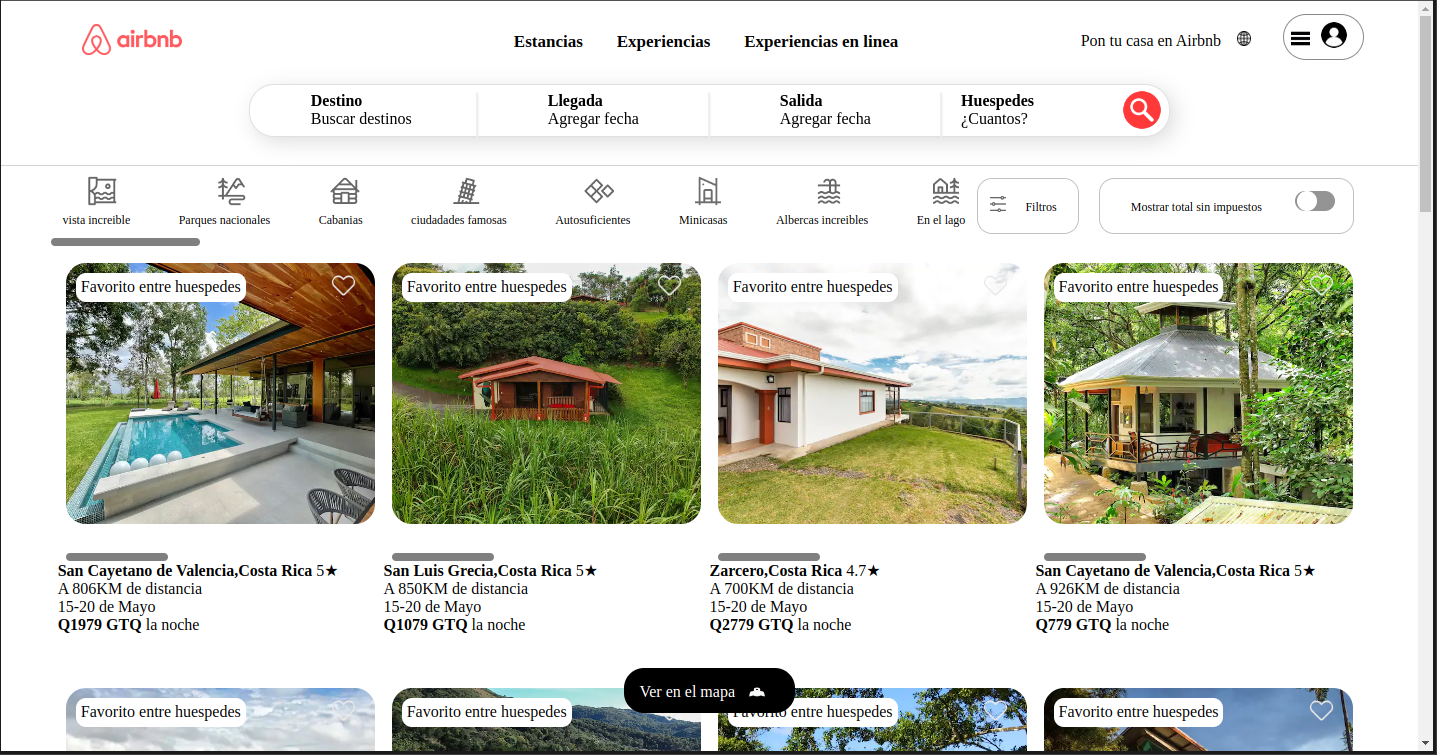 airbnb
Estancias Experiencias Experiencias en linea
Pon tu casa en Airbnb
Destino
Buscar destinos
Llegada
Agregar fecha
Salida
Agregar fecha
Huespedes
¿Cuantos?
vista increible
Parques nacionales
Cabanias
ciudadades famosas
Autosuficientes
Minicasas
Albercas increibles
En el lago
Filtros
Mostrar total sin impuestos
Favorito entre huespedes
San Cayetano de Valencia,Costa Rica 5★
A 806KM de distancia
15-20 de Mayo
Q1979 GTQ la noche
Favorito entre huespedes
San Luis Grecia,Costa Rica 5★
A 850KM de distancia
15-20 de Mayo
Q1079 GTQ la noche
Favorito entre huespedes
Zarcero,Costa Rica 4.7★
A 700KM de distancia
15-20 de Mayo
Q2779 GTQ la noche
Favorito entre huespedes
San Cayetano de Valencia,Costa Rica 5★
A 926KM de distancia
15-20 de Mayo
Q779 GTQ la noche
Ver en el mapa
Favorito entre huespedes
Favorito entre huespedes
Favorito entre huespedes
Favorito entre huespedes